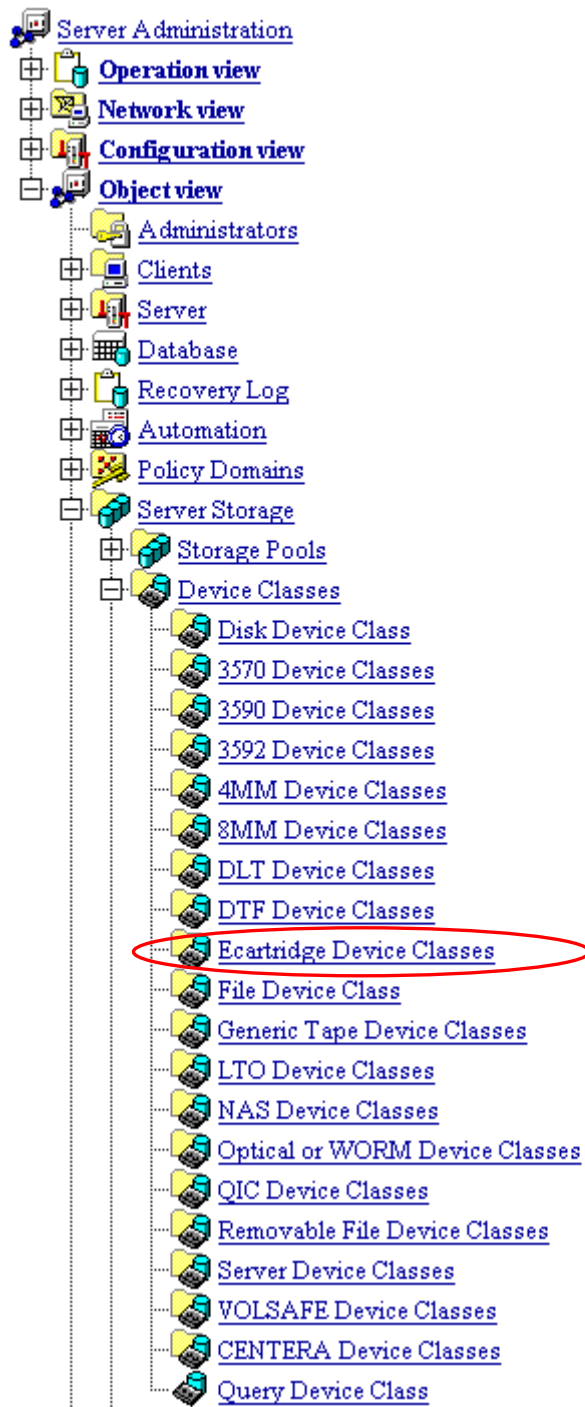 Server Administration
Operation view
Network view
Configuration view
Object view
Administrators
Clients
Server
Database
Recovery Log
Automation
Policy Domains
Server Storage
Storage Pools
Device Classes
Disk Device Class
3570 Device Classes
3590 Device Classes
3592 Device Classes
4MM Device Classes
8MM Device Classes
DLT Device Classes
DTF Device Classes
Ecartridge Device Classes
File Device Class
Generic Tape Device Classes
LTO Device Classes
NAS Device Classes
Optical or WORM Device Classes
QIC Device Classes
Removable File Device Classes
Server Device Classes
VOLSAFE Device Classes
CENTERA Device Classes
Query Device Class